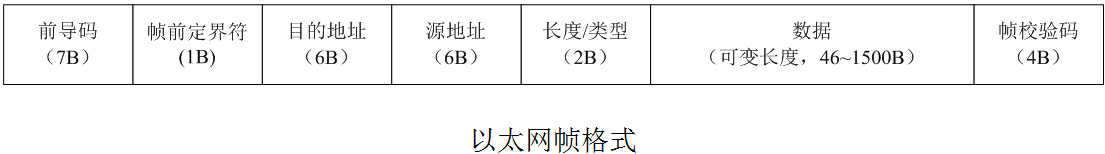 前导码
（7B）
帧前定界符
(1B)
目的地址
（6B）
源地址
（6B）
长度/类型
（2B）
数据
（可变长度，46~1500B）
帧校验码
（4B）
以太网帧格式